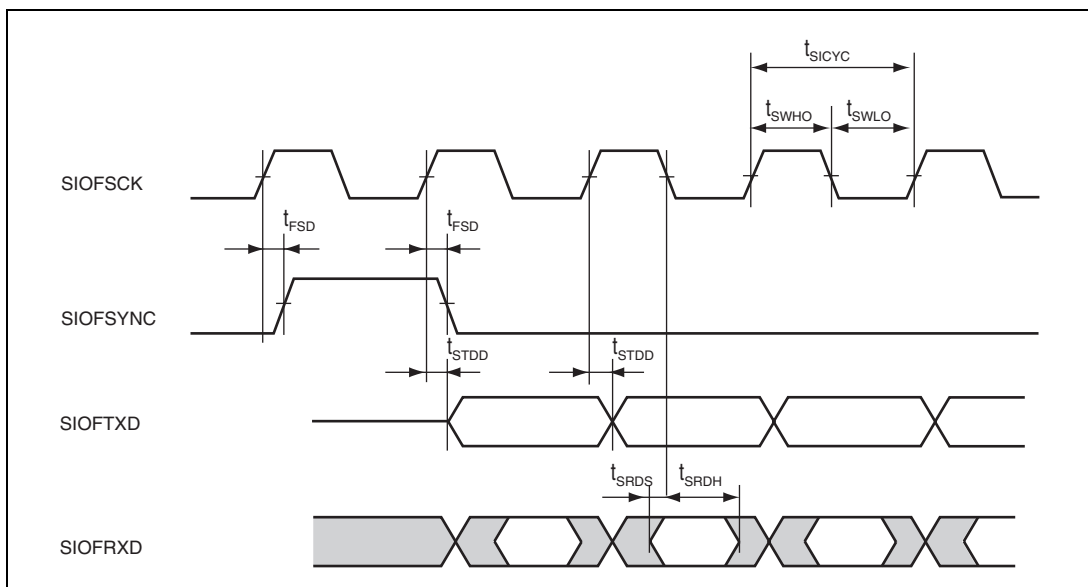 tSICYC
tSWHO tSWLO
SIOFSCK
tFSD tFSD
SIOFSYNC
tSTDD tSTDD
SIOFTXD
tSRDS tSRDH
SIOFRXD